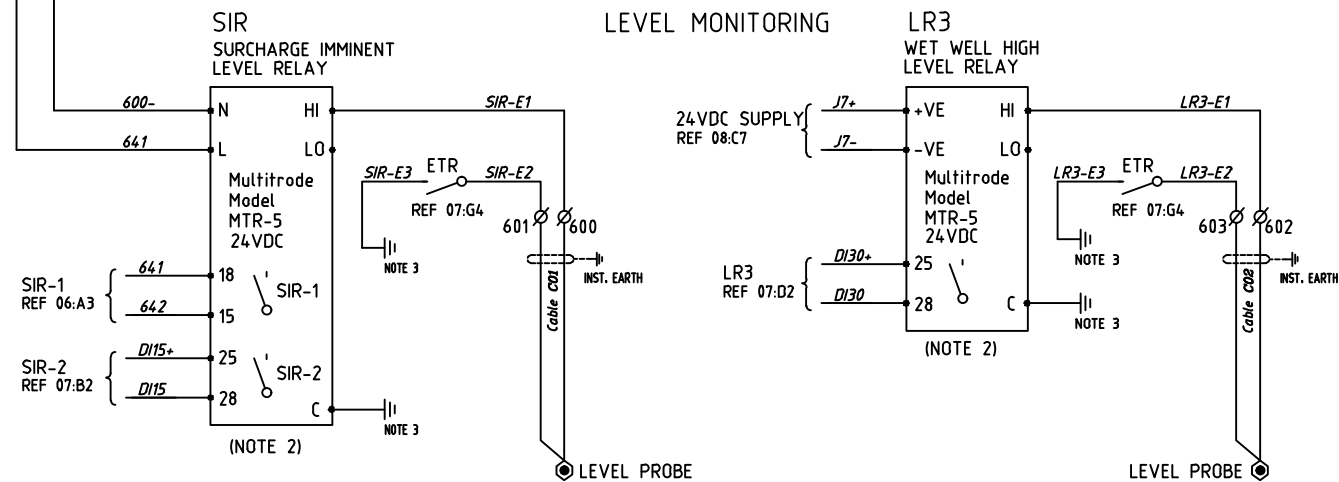 LEVEL MONITORING
SIR
SURCHARGE IMMINENT
LEVEL RELAY
600-
N
HI
SIR-E1
641
L
LO
Multitrode
Model
MTR-5
24VDC
SIR-E3
ETR
SIR-E2
REF 07:G4
601
600
NOTE 3
INST. EARTH
Cable C01
SIR-1
REF 06:A3
641
18
642
15
SIR-1
SIR-2
REF 07:B2
DI15+
25
DI15
28
SIR-2
C
NOTE 3
(NOTE 2)
LEVEL PROBE
LR3
WET WELL HIGH
LEVEL RELAY
24VDC SUPPLY
REF 08:C7
J7+
+VE
HI
LR3-E1
J7-
-VE
LO
Multitrode
Model
MTR-5
24VDC
LR3-E3
ETR
LR3-E2
REF 07:G4
603
602
NOTE 3
INST. EARTH
Cable C02
LR3
REF 07:D2
DI30+
25
DI30
28
C
NOTE 3
(NOTE 2)
LEVEL PROBE